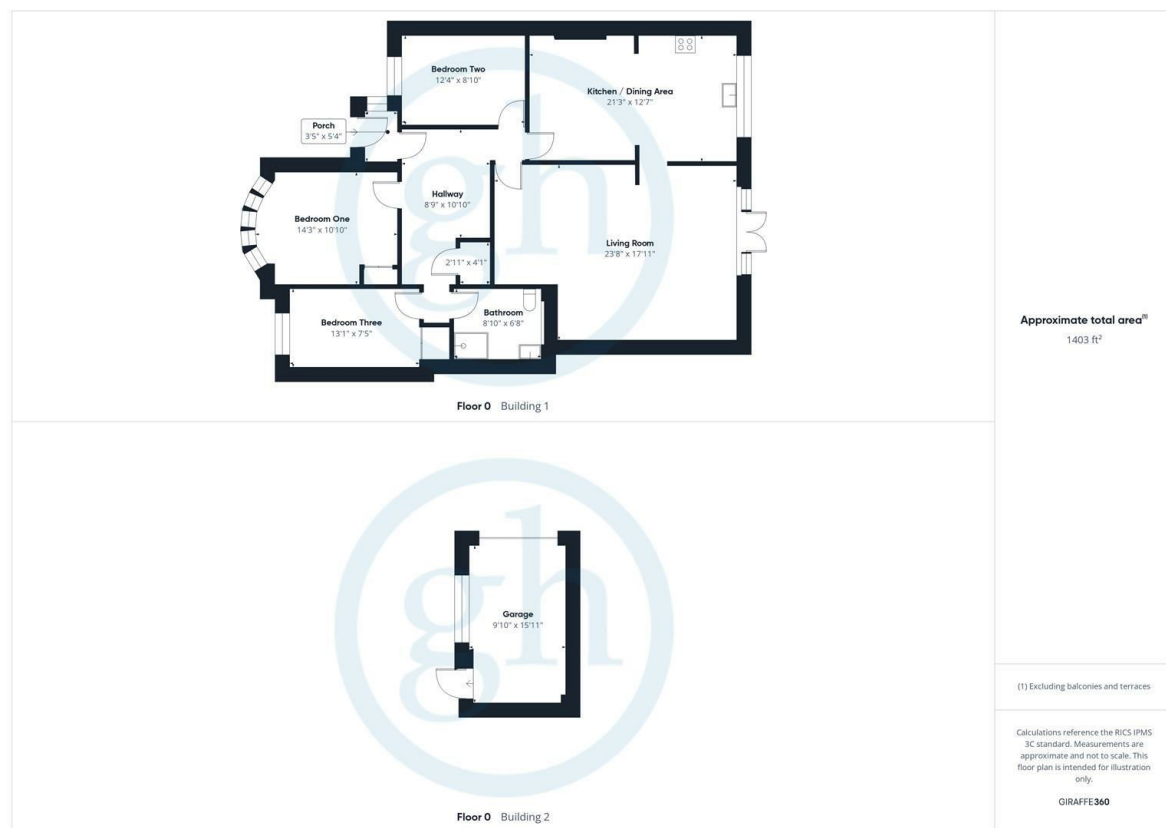 Bedroom Two
12'4" x 8'10"
Kitchen / Dining Area
21'3" x 12'7"
Porch
3'5" x 5'4"
Hallway
8'9" x 10'10"
Bedroom One
14'3" x 10'10"
Living Room
23'8" x 17'11"
2'11" x 4'1"
Bedroom Three
13'1" x 7'5"
Bathroom
8'10" x 6'8"
gh
Floor 0 Building 1
Garage
9'10" x 15'11"
gh
Floor 0 Building 2
Approximate total area⁽¹⁾
1403 ft²
(1) Excluding balconies and terraces
Calculations reference the RICS IPMS
3C standard. Measurements are
approximate and not to scale. This
floor plan is intended for illustration
only.
GIRAFFE360